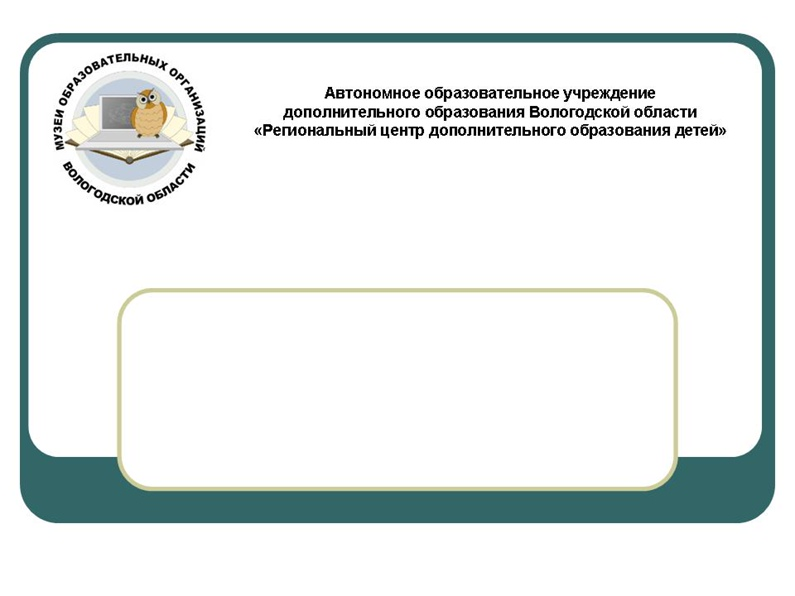 МУЗЕИ ОБРАЗОВАТЕЛЬНЫХ ОРГАНИЗАЦИЙ
ВОЛОГОДСКОЙ ОБЛАСТИ
Автономное образовательное учреждение
дополнительного образования Вологодской области
«Региональный центр дополнительного образования детей»